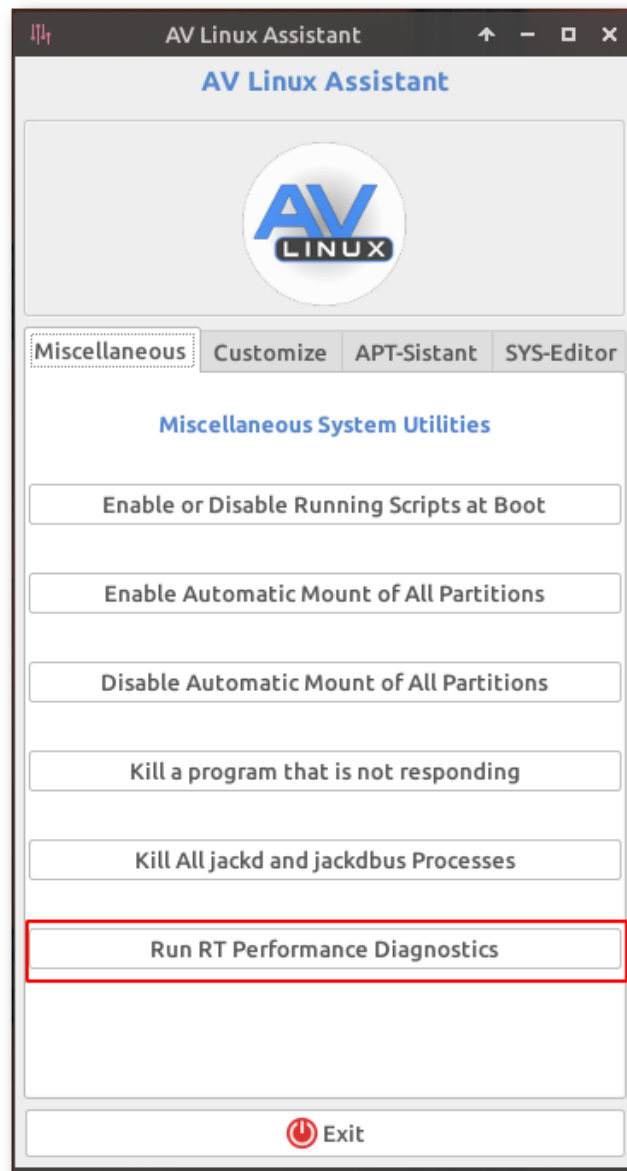 AV Linux Assistant
AV Linux Assistant
AV
LINUX
Miscellaneous Customize APT-Sistant SYS-Editor
Miscellaneous System Utilities
Enable or Disable Running Scripts at Boot
Enable Automatic Mount of All Partitions
Disable Automatic Mount of All Partitions
Kill a program that is not responding
Kill All jackd and jackdbus Processes
Run RT Performance Diagnostics
Exit